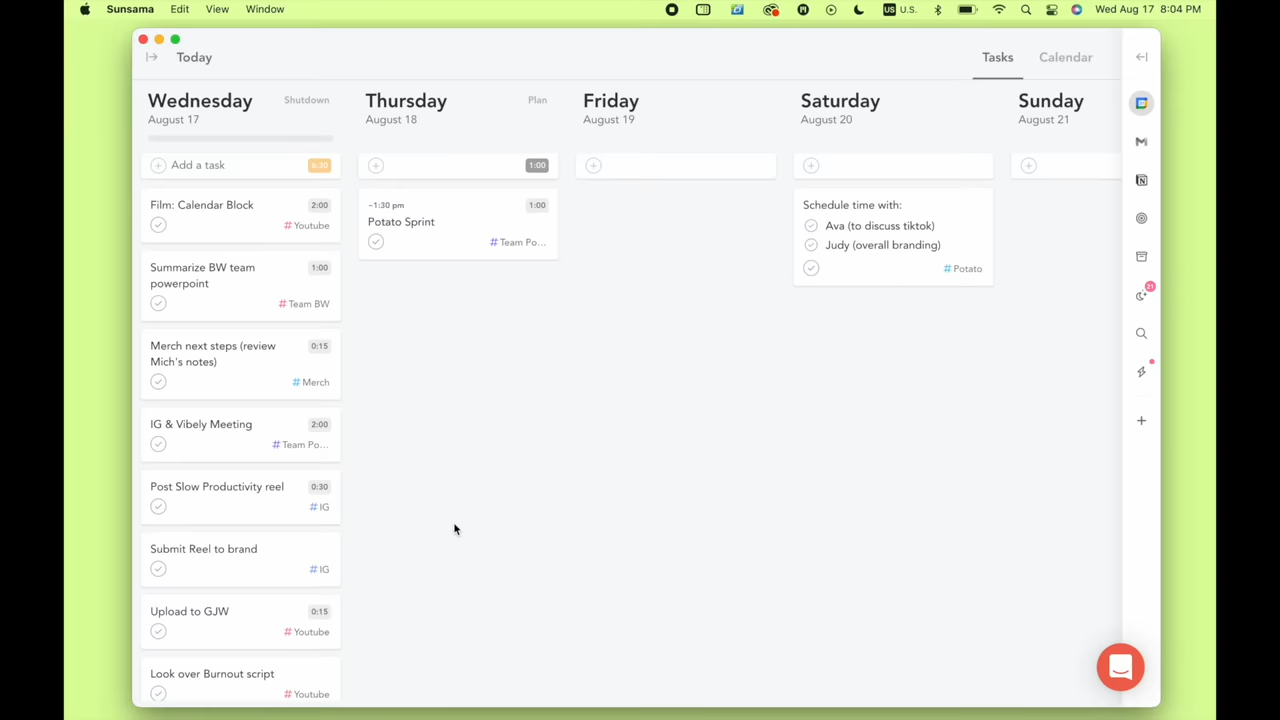 Sunsama Edit View Window
US U.S. Wed Aug 17 8:04 PM
Today
Tasks Calendar
Wednesday Shutdown
August 17
Add a task 6:30
Film: Calendar Block 2:00
# Youtube
Summarize BW team 1:00
powerpoint
# Team BW
Merch next steps (review 0:15
Mich's notes)
# Merch
IG & Vibely Meeting 2:00
# Team Po...
Post Slow Productivity reel 0:30
# IG
Submit Reel to brand
# IG
Upload to GJW 0:15
# Youtube
Look over Burnout script
# Youtube
Thursday Plan
August 18
1:00
~1:30 pm 1:00
Potato Sprint
# Team Po...
Friday
August 19
Saturday
August 20
Schedule time with:
Ava (to discuss tiktok)
Judy (overall branding)
# Potato
Sunday
August 21
21